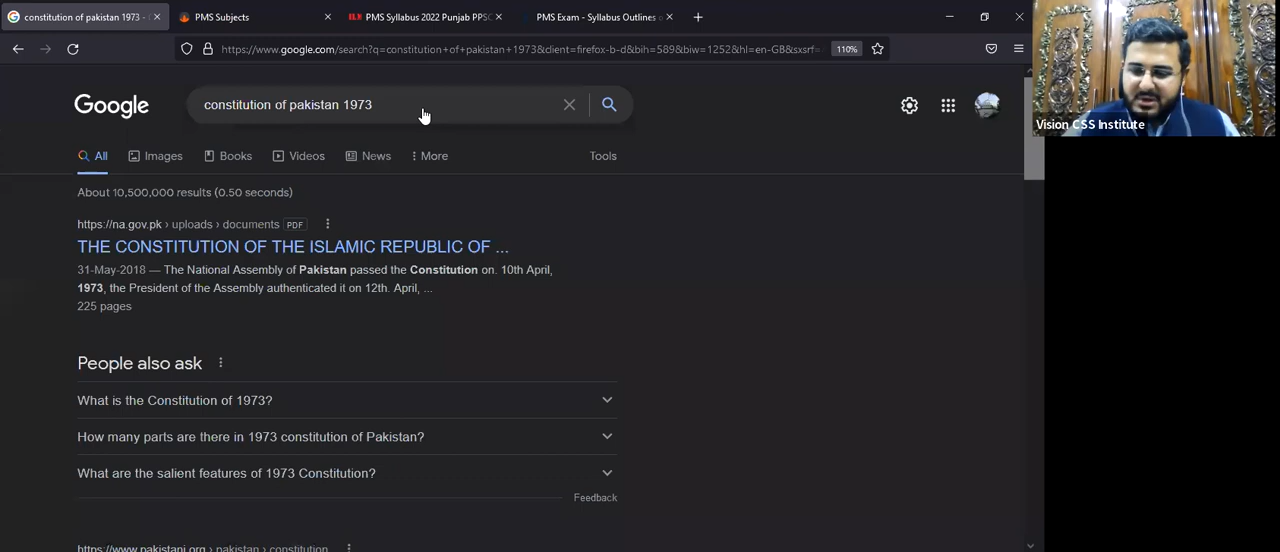 constitution of pakistan 1973 - G
PMS Subjects
PMS Syllabus 2022 Punjab PPSC
PMS Exam - Syllabus Outlines o
https://www.google.com/search?q=constitution+of+pakistan+1973&client=firefox-b-d&bih=589&biw=1252&hl=en-GB&sxsrf=
110%
Google
constitution of pakistan 1973
Vision CSS Institute
All
Images
Books
Videos
News
More
Tools
About 10,500,000 results (0.50 seconds)
https://na.gov.pk › uploads › documents PDF
THE CONSTITUTION OF THE ISLAMIC REPUBLIC OF ...
31-May-2018 — The National Assembly of Pakistan passed the Constitution on. 10th April,
1973, the President of the Assembly authenticated it on 12th. April, ...
225 pages
People also ask
What is the Constitution of 1973?
How many parts are there in 1973 constitution of Pakistan?
What are the salient features of 1973 Constitution?
Feedback
https://www.pakistani.org › pakistan › constitution